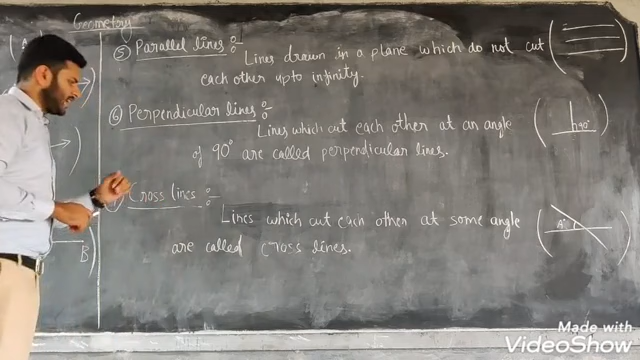 Geometry
(A
⑤ Parallel lines :- Lines drawn in a plane which do not cut
each other upto infinity.
⑥ Perpendicular lines :-
Lines which cut each other at an angle
90°
of 90° are called perpendicular lines.
Cross lines :-
Lines which cut each other at some angle
A°
are called cross lines.
B)
Made with
VideoShow